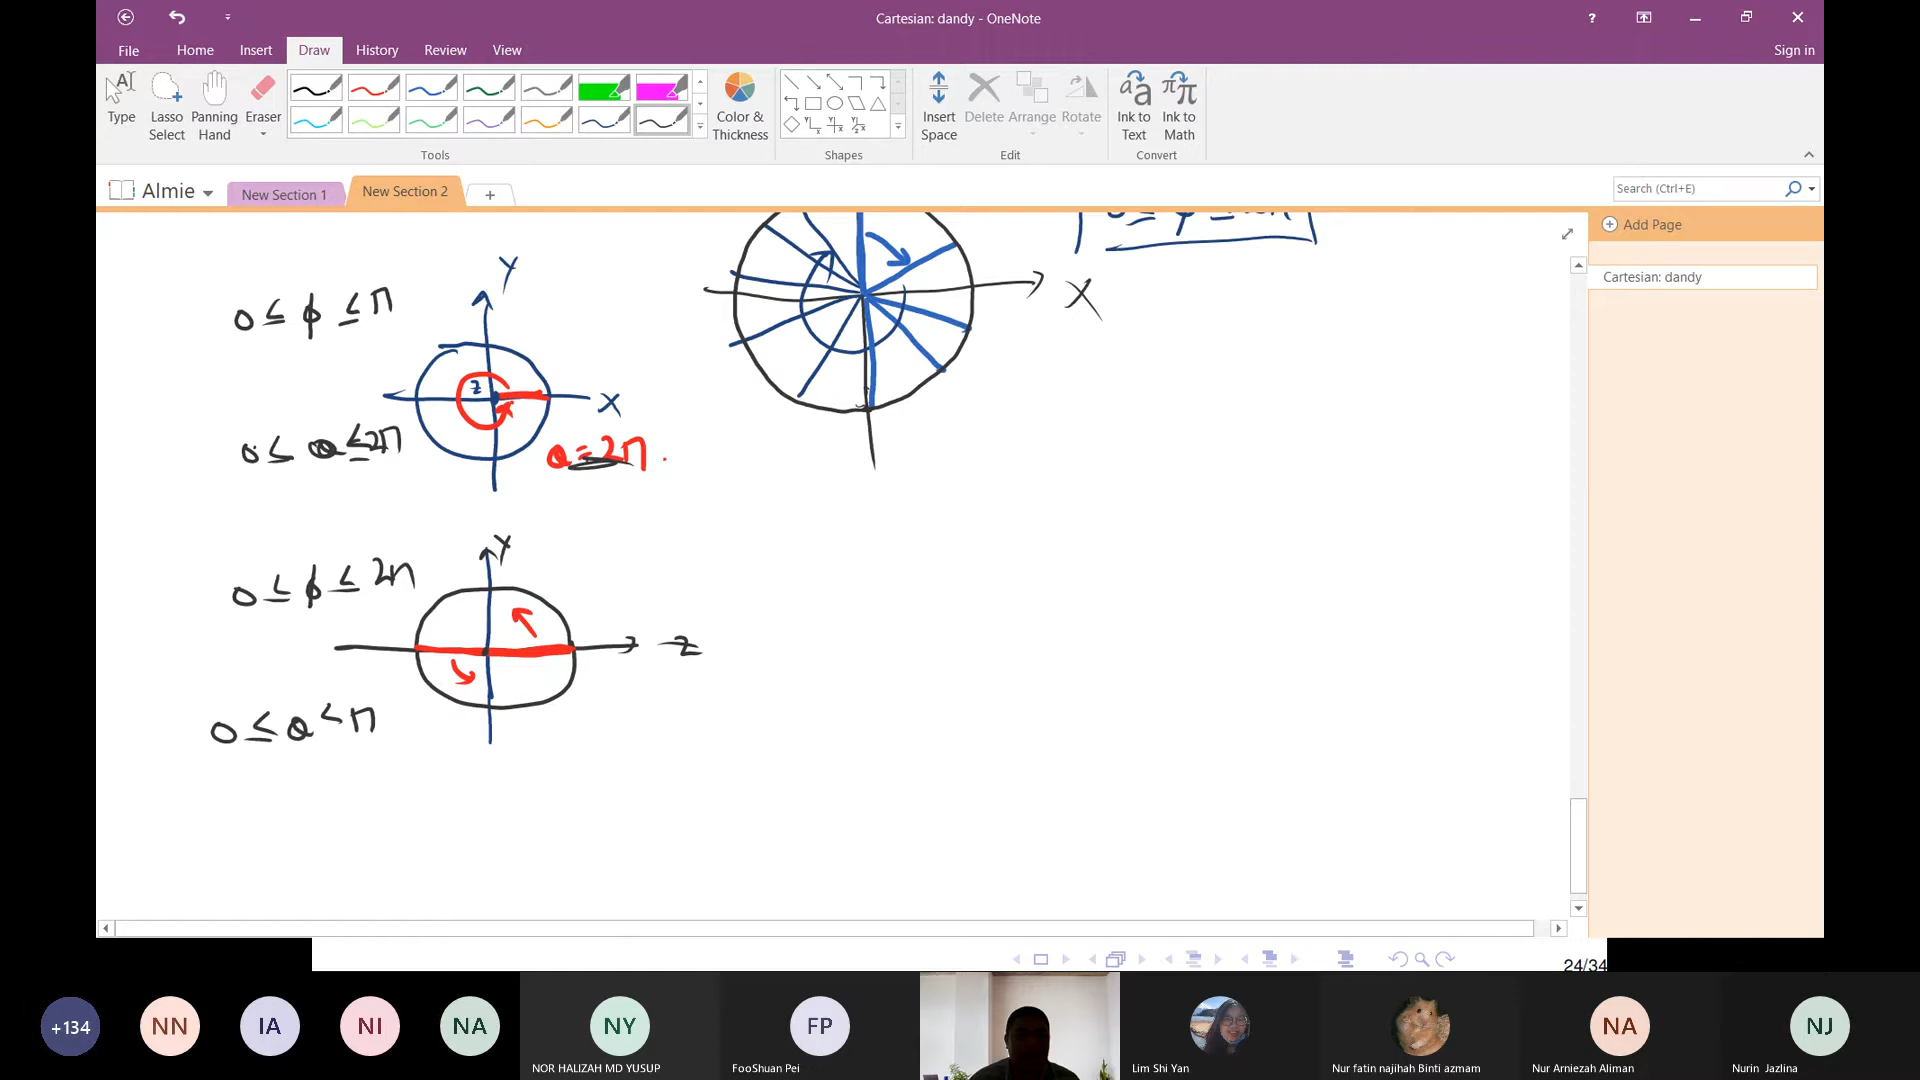 Cartesian: dandy - OneNote
?
File
Home
Insert
Draw
History
Review
View
Sign in
Type
Lasso
Select
Panning
Hand
Eraser
Color &
Thickness
Insert
Space
Delete
Arrange
Rotate
Ink to
Text
Ink to
Math
Tools
Shapes
Edit
Convert
Almie
New Section 1
New Section 2
+
Search (Ctrl+E)
Add Page
Cartesian: dandy
0 ≤ ϕ ≤ π
Y
X
z
0 ≤ θ ≤ 2π
X
θ = 2π.
0 ≤ ϕ ≤ 2π
Y
z
0 ≤ θ < π
24/34
+134
NN
IA
NI
NA
NY
FP
NA
NJ
NOR HALIZAH MD YUSUP
FooShuan Pei
Lim Shi Yan
Nur fatin najihah Binti azmam
Nur Arniezah Aliman
Nurin Jazlina